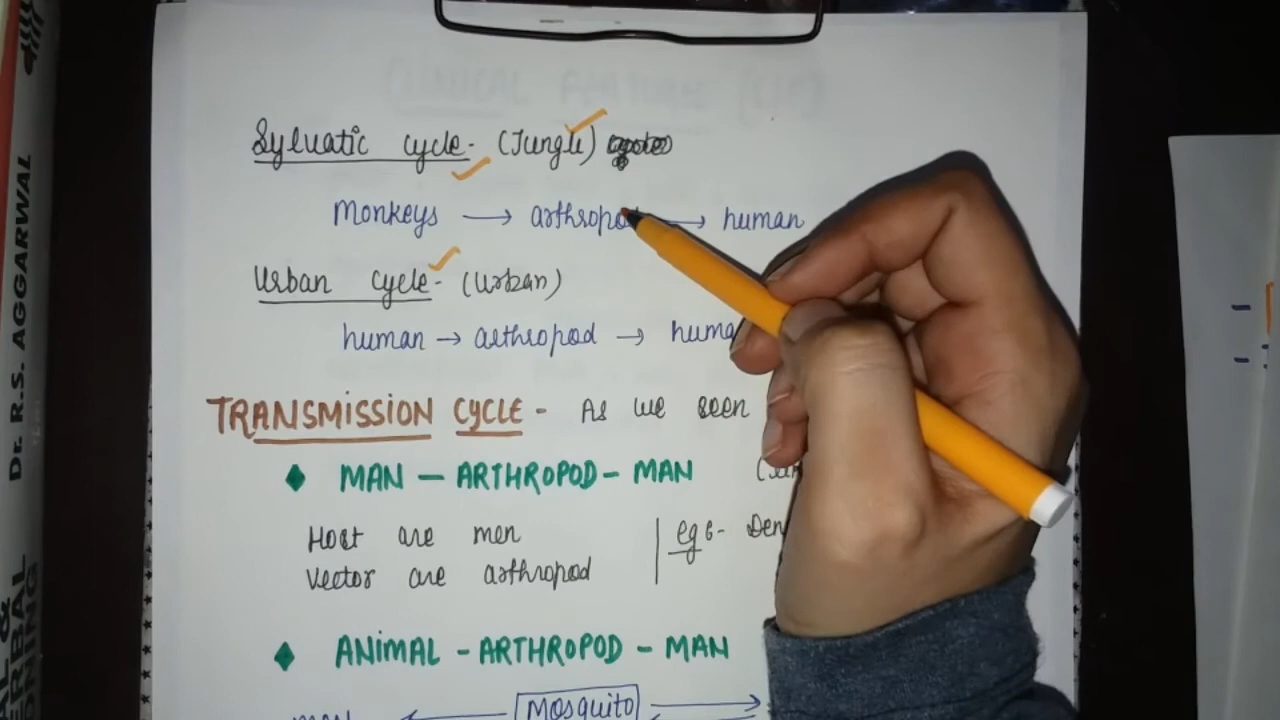 Sylvatic cycle - (Jungle)
Monkeys → arthropod → human
Urban cycle - (Urban)
human → arthropod → huma
TRANSMISSION CYCLE - As we seen
♦ MAN - ARTHROPOD - MAN
Host are men
Vector are arthropod
eg:- Den
♦ ANIMAL - ARTHROPOD - MAN
Mosquito
MAN
Dr. R.S. AGGARWAL